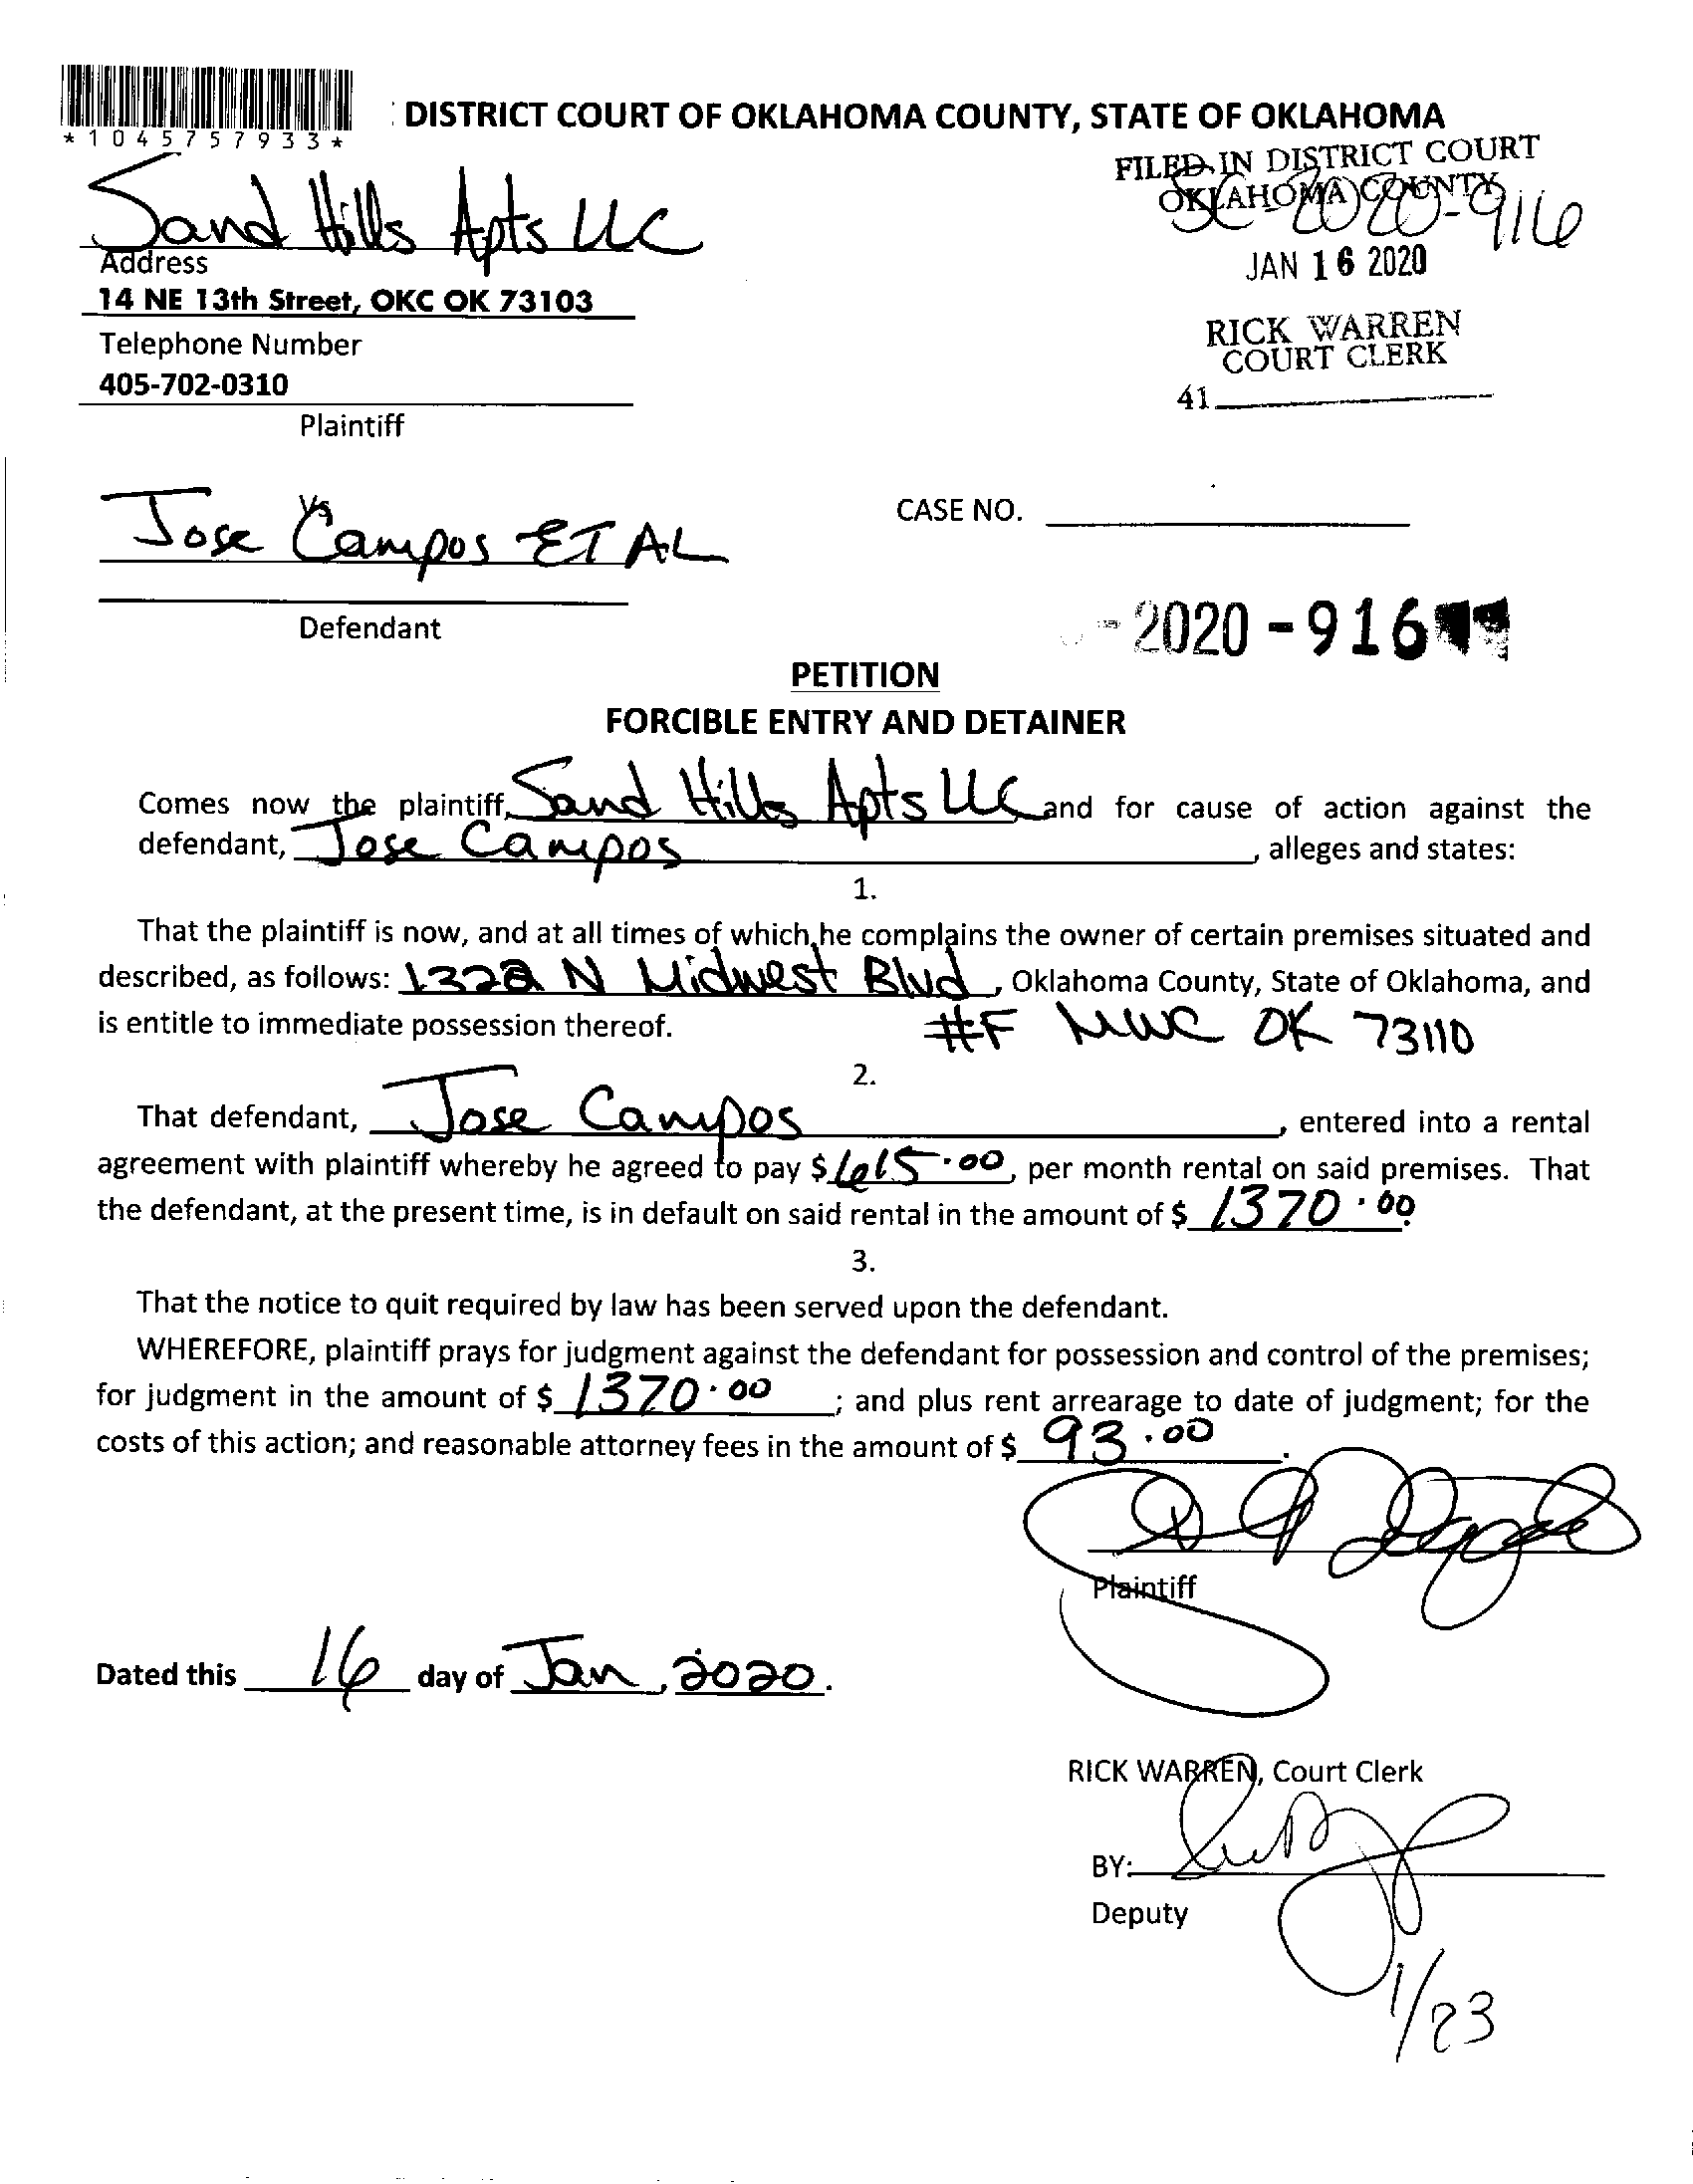 *1045757933*
: DISTRICT COURT OF OKLAHOMA COUNTY, STATE OF OKLAHOMA
FILED IN DISTRICT COURT
OKLAHOMA COUNTY
SC-2020-916
JAN 16 2020
RICK WARREN
COURT CLERK
41
Sand Hills Apts LLC
Address
14 NE 13th Street, OKC OK 73103
Telephone Number
405-702-0310
Plaintiff
Vs
Jose Campos ET AL
CASE NO.
Defendant
-2020-916
PETITION
FORCIBLE ENTRY AND DETAINER
Comes now the plaintiff, Sand Hills Apts LLC and for cause of action against the
defendant, Jose Campos, alleges and states:
1.
That the plaintiff is now, and at all times of which he complains the owner of certain premises situated and
described, as follows: 1322 N Midwest Blvd, Oklahoma County, State of Oklahoma, and
is entitle to immediate possession thereof. #F MWC OK 73110
2.
That defendant, Jose Campos, entered into a rental
agreement with plaintiff whereby he agreed to pay $615.00, per month rental on said premises. That
the defendant, at the present time, is in default on said rental in the amount of $ 1370.00.
3.
That the notice to quit required by law has been served upon the defendant.
WHEREFORE, plaintiff prays for judgment against the defendant for possession and control of the premises;
for judgment in the amount of $ 1370.00; and plus rent arrearage to date of judgment; for the
costs of this action; and reasonable attorney fees in the amount of $ 93.00.
Plaintiff
Dated this 16 day of Jan, 2020.
RICK WARREN, Court Clerk
BY:
Deputy
1/23